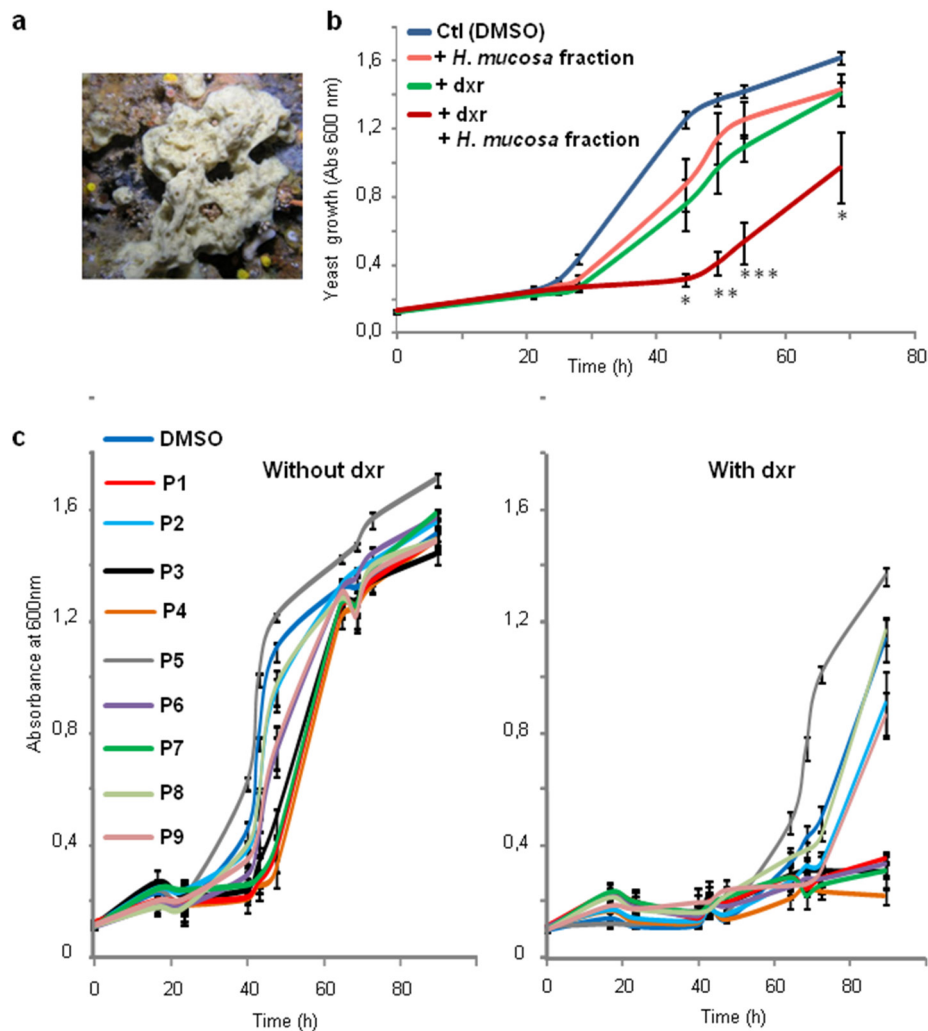 a
b
Ctl (DMSO)
+ H. mucosa fraction
+ dxr
+ dxr
+ H. mucosa fraction
Yeast growth (Abs 600 nm)
1,6
1,2
0,8
0,4
0,0
*
**
***
*
0
20
40
60
80
Time (h)
c
DMSO
P1
P2
P3
P4
P5
P6
P7
P8
P9
Without dxr
Absorbance at 600nm
1,6
1,2
0,8
0,4
0
0
20
40
60
80
Time (h)
With dxr
1,6
1,2
0,8
0,4
0
0
20
40
60
80
Time (h)